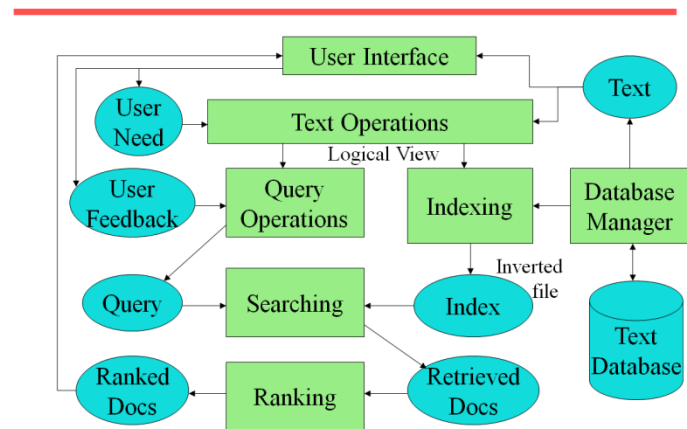 User Interface
User
Need
Text
Text Operations
Logical View
User
Feedback
Query
Operations
Indexing
Database
Manager
Inverted
file
Query
Searching
Index
Text
Database
Ranked
Docs
Ranking
Retrieved
Docs